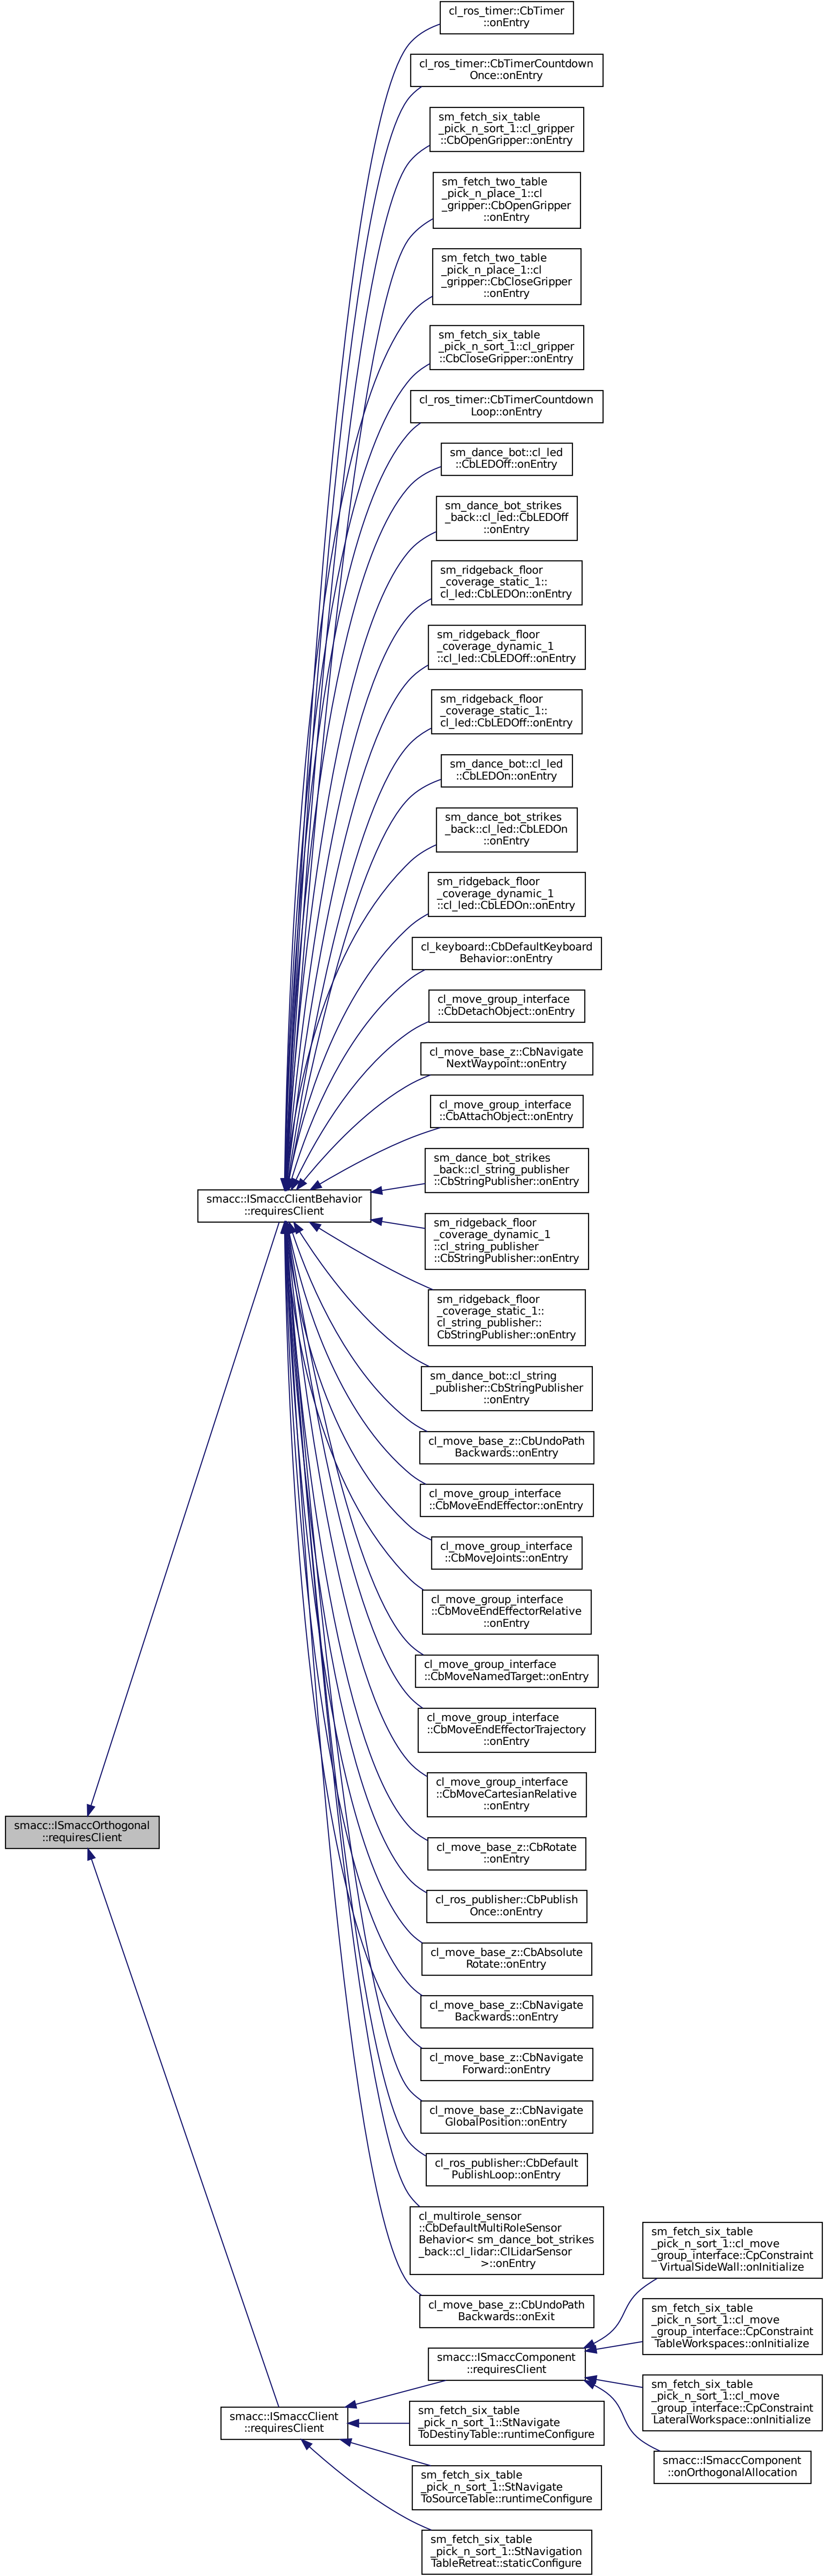 cl_ros_timer::CbTimer
::onEntry
cl_ros_timer::CbTimerCountdown
Once::onEntry
sm_fetch_six_table
_pick_n_sort_1::cl_gripper
::CbOpenGripper::onEntry
sm_fetch_two_table
_pick_n_place_1::cl
_gripper::CbOpenGripper
::onEntry
sm_fetch_two_table
_pick_n_place_1::cl
_gripper::CbCloseGripper
::onEntry
sm_fetch_six_table
_pick_n_sort_1::cl_gripper
::CbCloseGripper::onEntry
cl_ros_timer::CbTimerCountdown
Loop::onEntry
sm_dance_bot::cl_led
::CbLEDOff::onEntry
sm_dance_bot_strikes
_back::cl_led::CbLEDOff
::onEntry
sm_ridgeback_floor
_coverage_static_1::
cl_led::CbLEDOn::onEntry
sm_ridgeback_floor
_coverage_dynamic_1
::cl_led::CbLEDOff::onEntry
sm_ridgeback_floor
_coverage_static_1::
cl_led::CbLEDOff::onEntry
sm_dance_bot::cl_led
::CbLEDOn::onEntry
sm_dance_bot_strikes
_back::cl_led::CbLEDOn
::onEntry
sm_ridgeback_floor
_coverage_dynamic_1
::cl_led::CbLEDOn::onEntry
cl_keyboard::CbDefaultKeyboard
Behavior::onEntry
cl_move_group_interface
::CbDetachObject::onEntry
cl_move_base_z::CbNavigate
NextWaypoint::onEntry
cl_move_group_interface
::CbAttachObject::onEntry
sm_dance_bot_strikes
_back::cl_string_publisher
::CbStringPublisher::onEntry
smacc::ISmaccClientBehavior
::requiresClient
sm_ridgeback_floor
_coverage_dynamic_1
::cl_string_publisher
::CbStringPublisher::onEntry
sm_ridgeback_floor
_coverage_static_1::
cl_string_publisher::
CbStringPublisher::onEntry
sm_dance_bot::cl_string
_publisher::CbStringPublisher
::onEntry
cl_move_base_z::CbUndoPath
Backwards::onEntry
cl_move_group_interface
::CbMoveEndEffector::onEntry
cl_move_group_interface
::CbMoveJoints::onEntry
cl_move_group_interface
::CbMoveEndEffectorRelative
::onEntry
cl_move_group_interface
::CbMoveNamedTarget::onEntry
cl_move_group_interface
::CbMoveEndEffectorTrajectory
::onEntry
cl_move_group_interface
::CbMoveCartesianRelative
::onEntry
smacc::ISmaccOrthogonal
::requiresClient
cl_move_base_z::CbRotate
::onEntry
cl_ros_publisher::CbPublish
Once::onEntry
cl_move_base_z::CbAbsolute
Rotate::onEntry
cl_move_base_z::CbNavigate
Backwards::onEntry
cl_move_base_z::CbNavigate
Forward::onEntry
cl_move_base_z::CbNavigate
GlobalPosition::onEntry
cl_ros_publisher::CbDefault
PublishLoop::onEntry
cl_multirole_sensor
::CbDefaultMultiRoleSensor
Behavior< sm_dance_bot_strikes
_back::cl_lidar::ClLidarSensor
>::onEntry
cl_move_base_z::CbUndoPath
Backwards::onExit
sm_fetch_six_table
_pick_n_sort_1::cl_move
_group_interface::CpConstraint
VirtualSideWall::onInitialize
sm_fetch_six_table
_pick_n_sort_1::cl_move
_group_interface::CpConstraint
TableWorkspaces::onInitialize
smacc::ISmaccComponent
::requiresClient
sm_fetch_six_table
_pick_n_sort_1::cl_move
_group_interface::CpConstraint
LateralWorkspace::onInitialize
smacc::ISmaccClient
::requiresClient
sm_fetch_six_table
_pick_n_sort_1::StNavigate
ToDestinyTable::runtimeConfigure
smacc::ISmaccComponent
::onOrthogonalAllocation
sm_fetch_six_table
_pick_n_sort_1::StNavigate
ToSourceTable::runtimeConfigure
sm_fetch_six_table
_pick_n_sort_1::StNavigation
TableRetreat::staticConfigure